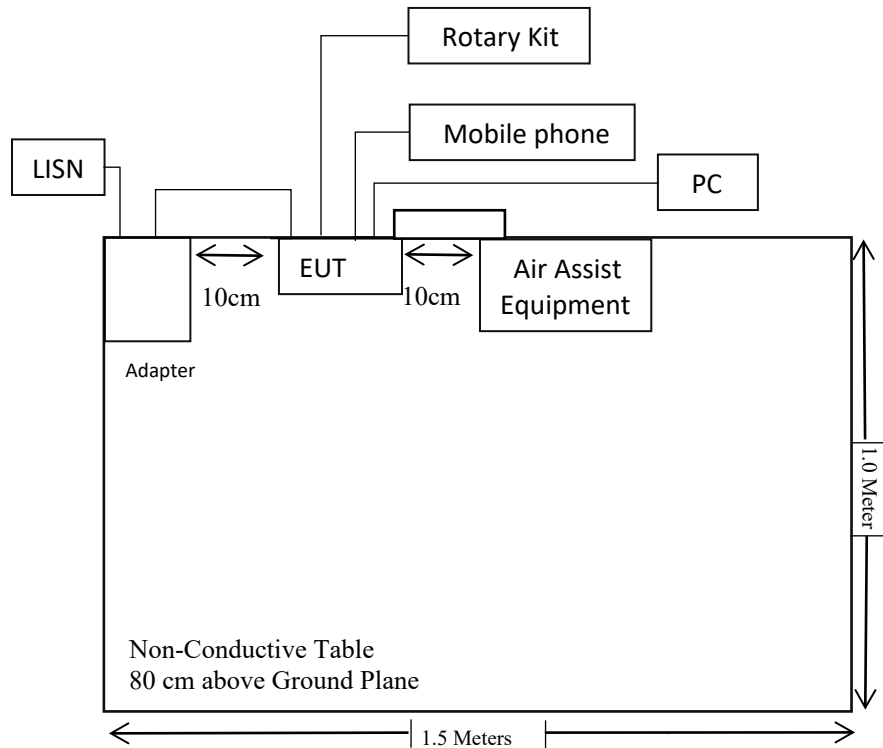 Rotary Kit
Mobile phone
LISN
PC
EUT
Air Assist
Equipment
10cm
10cm
Adapter
1.0 Meter
Non-Conductive Table
80 cm above Ground Plane
1.5 Meters